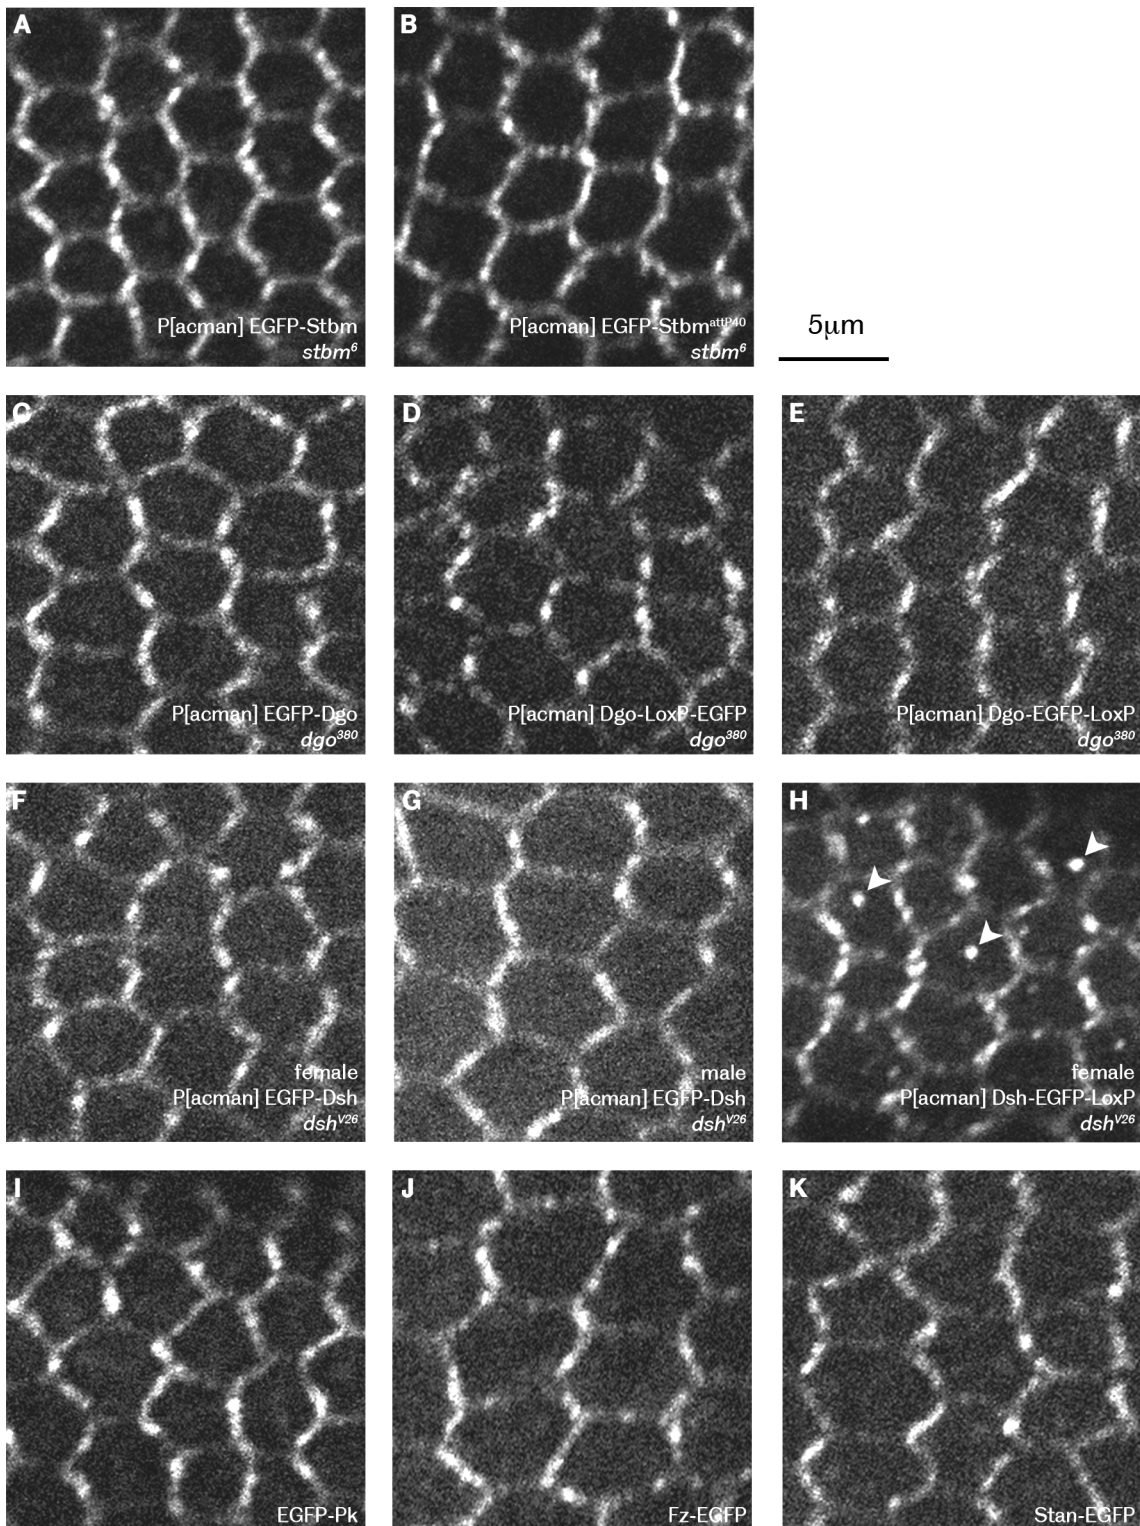 A
P[acman] EGFP-Stbm
stbm⁶
B
P[acman] EGFP-Stbmᵃᵗᵗᴾ⁴⁰
stbm⁶
5μm
C
P[acman] EGFP-Dgo
dgo³⁸⁰
D
P[acman] Dgo-LoxP-EGFP
dgo³⁸⁰
E
P[acman] Dgo-EGFP-LoxP
dgo³⁸⁰
F
female
P[acman] EGFP-Dsh
dshⱽ²⁶
G
male
P[acman] EGFP-Dsh
dshⱽ²⁶
H
female
P[acman] Dsh-EGFP-LoxP
dshⱽ²⁶
I
EGFP-Pk
J
Fz-EGFP
K
Stan-EGFP